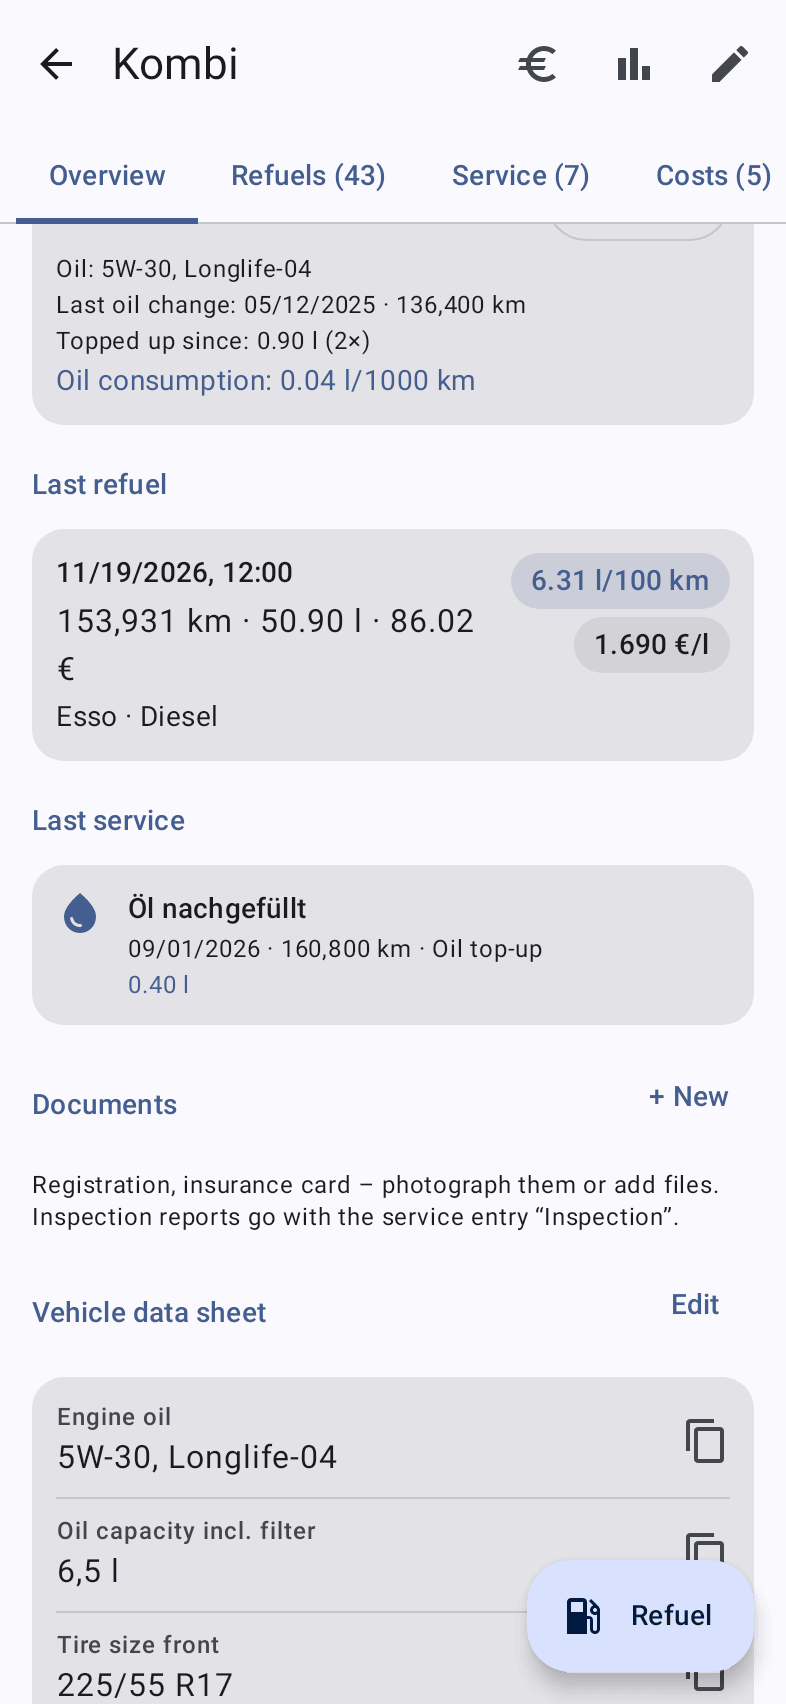 Kombi
Overview
Refuels (43)
Service (7)
Costs (5)
Oil: 5W-30, Longlife-04
Last oil change: 05/12/2025 · 136,400 km
Topped up since: 0.90 l (2×)
Oil consumption: 0.04 l/1000 km
Last refuel
11/19/2026, 12:00
6.31 l/100 km
153,931 km · 50.90 l · 86.02
€
1.690 €/l
Esso · Diesel
Last service
Öl nachgefüllt
09/01/2026 · 160,800 km · Oil top-up
0.40 l
Documents
+ New
Registration, insurance card – photograph them or add files.
Inspection reports go with the service entry “Inspection”.
Vehicle data sheet
Edit
Engine oil
5W-30, Longlife-04
Oil capacity incl. filter
6,5 l
Refuel
Tire size front
225/55 R17